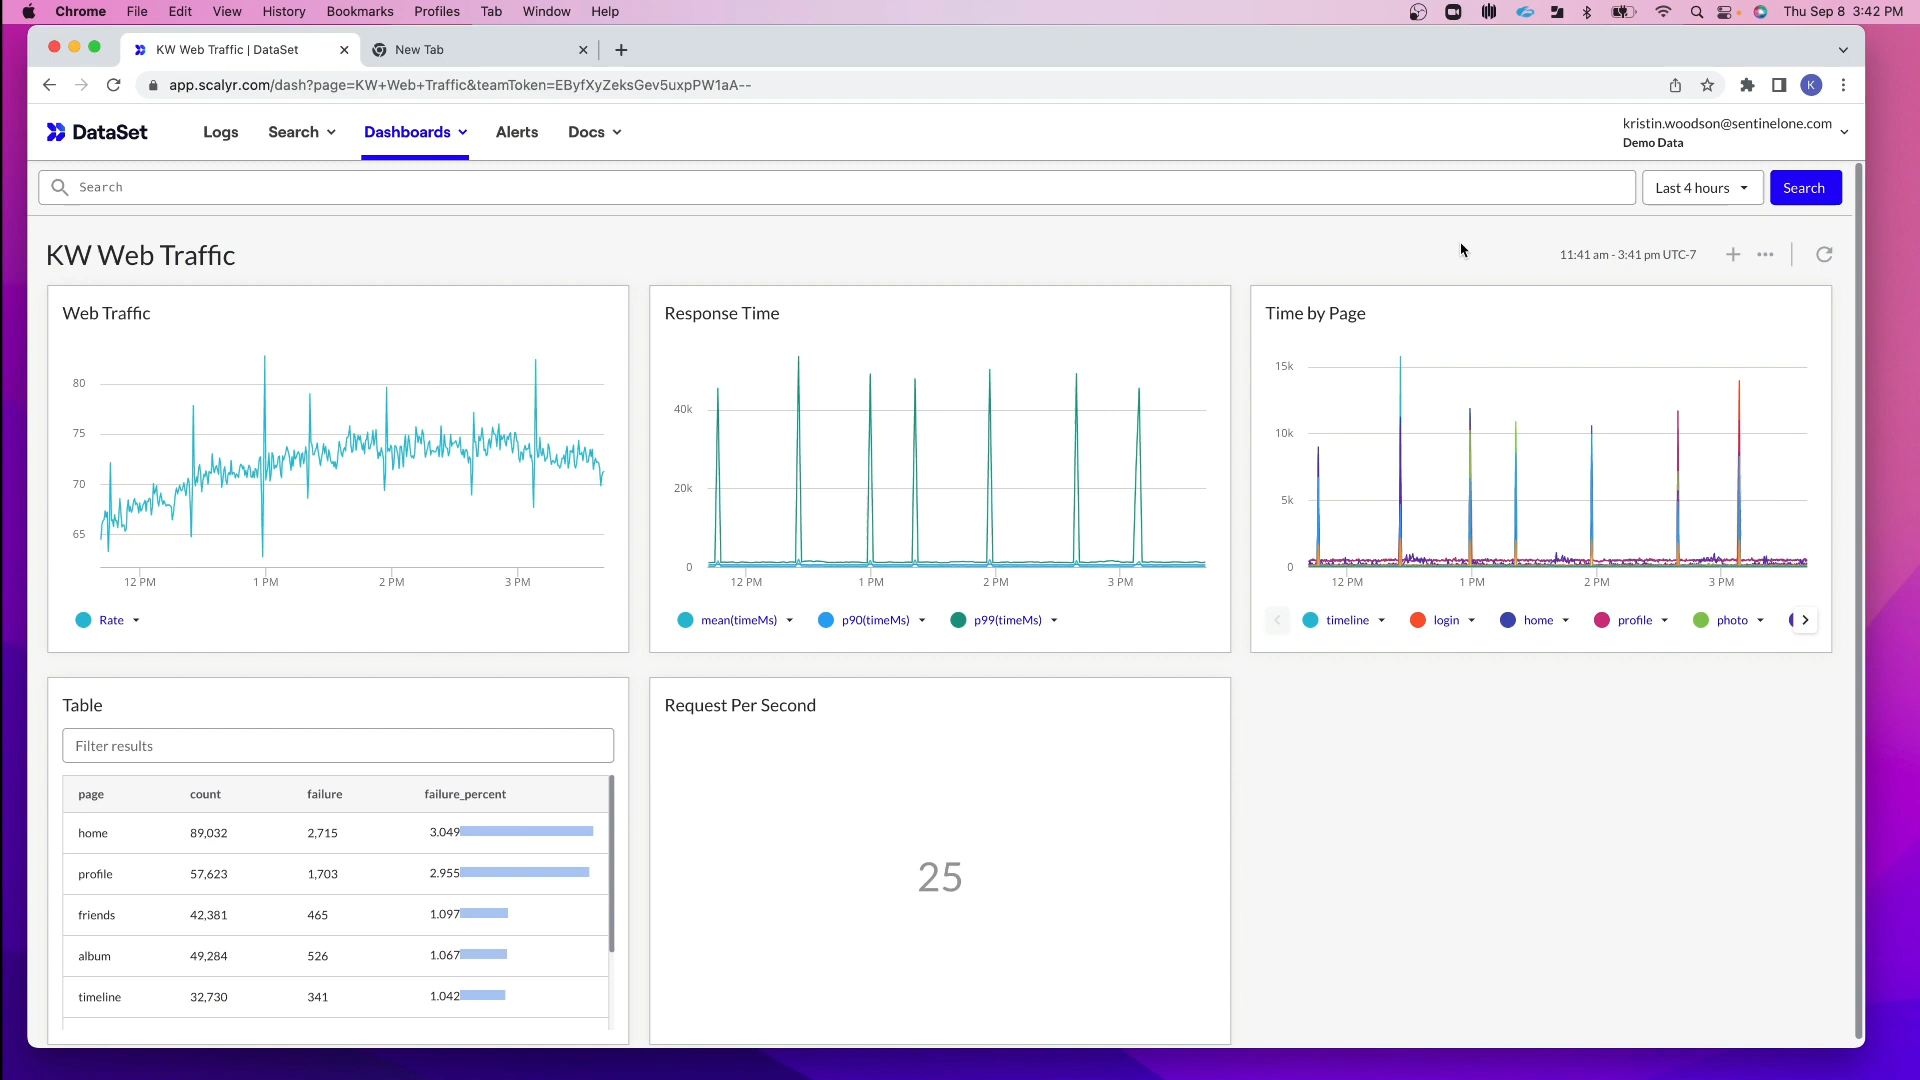 Chrome File Edit View History Bookmarks Profiles Tab Window Help Thu Sep 8 3:42 PM
KW Web Traffic | DataSet New Tab
app.scalyr.com/dash?page=KW+Web+Traffic&teamToken=EByfXyZeksGev5uxpPW1aA--
K
DataSet Logs Search Dashboards Alerts Docs
kristin.woodson@sentinelone.com
Demo Data
Search Last 4 hours Search
KW Web Traffic 11:41 am - 3:41 pm UTC-7
Web Traffic
80
75
70
65
12 PM 1 PM 2 PM 3 PM
Rate
Response Time
40k
20k
0
12 PM 1 PM 2 PM 3 PM
mean(timeMs) p90(timeMs) p99(timeMs)
Time by Page
15k
10k
5k
0
12 PM 1 PM 2 PM 3 PM
timeline login home profile photo
Table
Filter results
page count failure failure_percent
home 89,032 2,715 3.049
profile 57,623 1,703 2.955
friends 42,381 465 1.097
album 49,284 526 1.067
timeline 32,730 341 1.042
Request Per Second
25